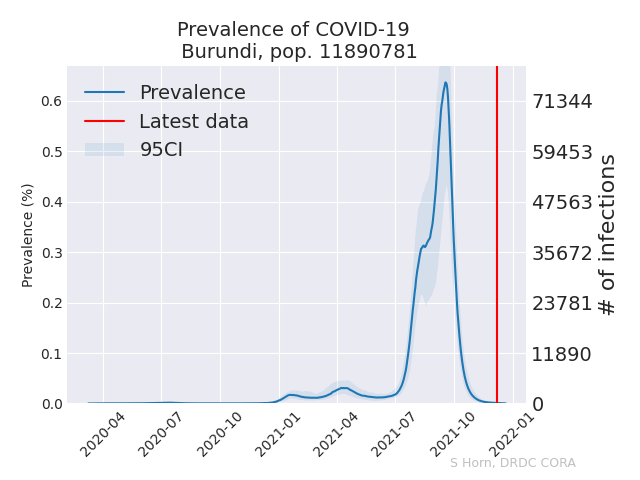 Prevalence of COVID-19
Burundi, pop. 11890781
Prevalence
Latest data
95CI
Prevalence (%)
0.6
0.5
0.4
0.3
0.2
0.1
0.0
71344
59453
47563
35672
23781
11890
0
# of infections
2020-04
2020-07
2020-10
2021-01
2021-04
2021-07
2021-10
2022-01
S Horn, DRDC CORA